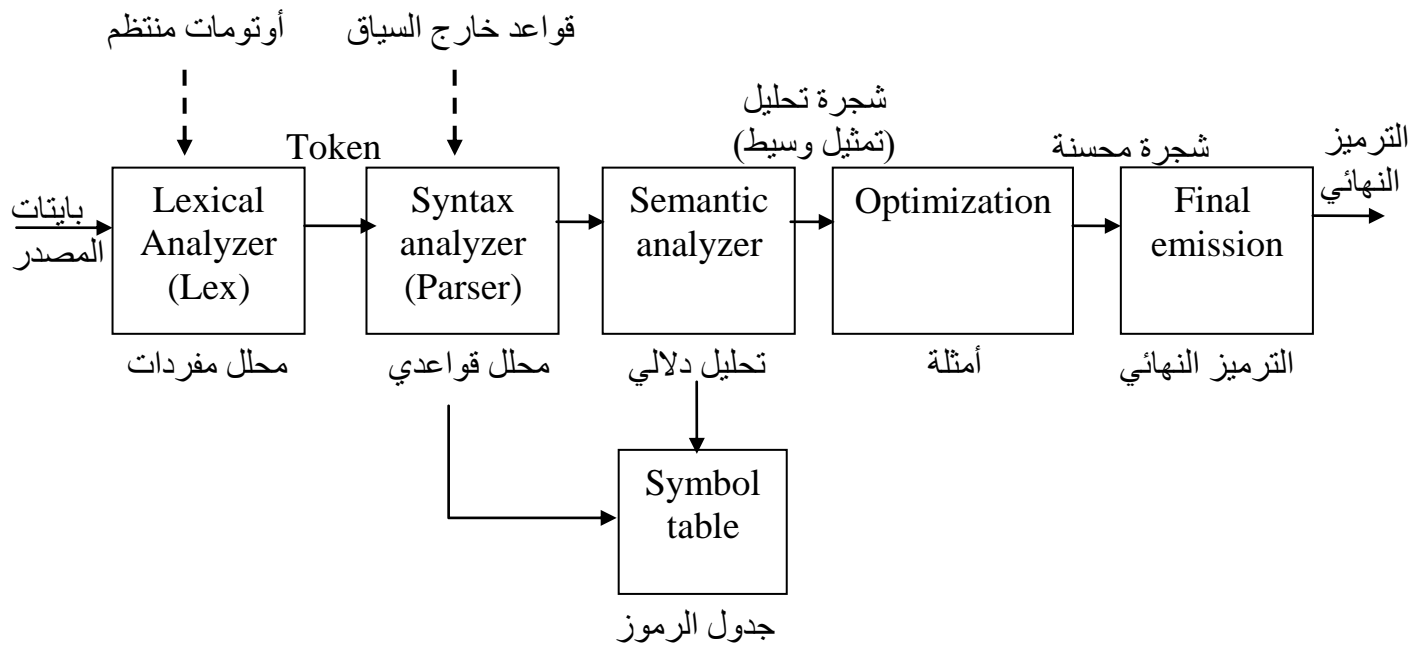 أوتومات منتظم
قواعد خارج السياق
شجرة تحليل
(تمثيل وسيط)
Token
شجرة محسنة
الترميز
النهائي
بايتات
المصدر
Lexical
Analyzer
(Lex)
Syntax
analyzer
(Parser)
Semantic
analyzer
Optimization
Final
emission
محلل مفردات
محلل قواعدي
تحليل دلالي
أمثلة
الترميز النهائي
Symbol
table
جدول الرموز